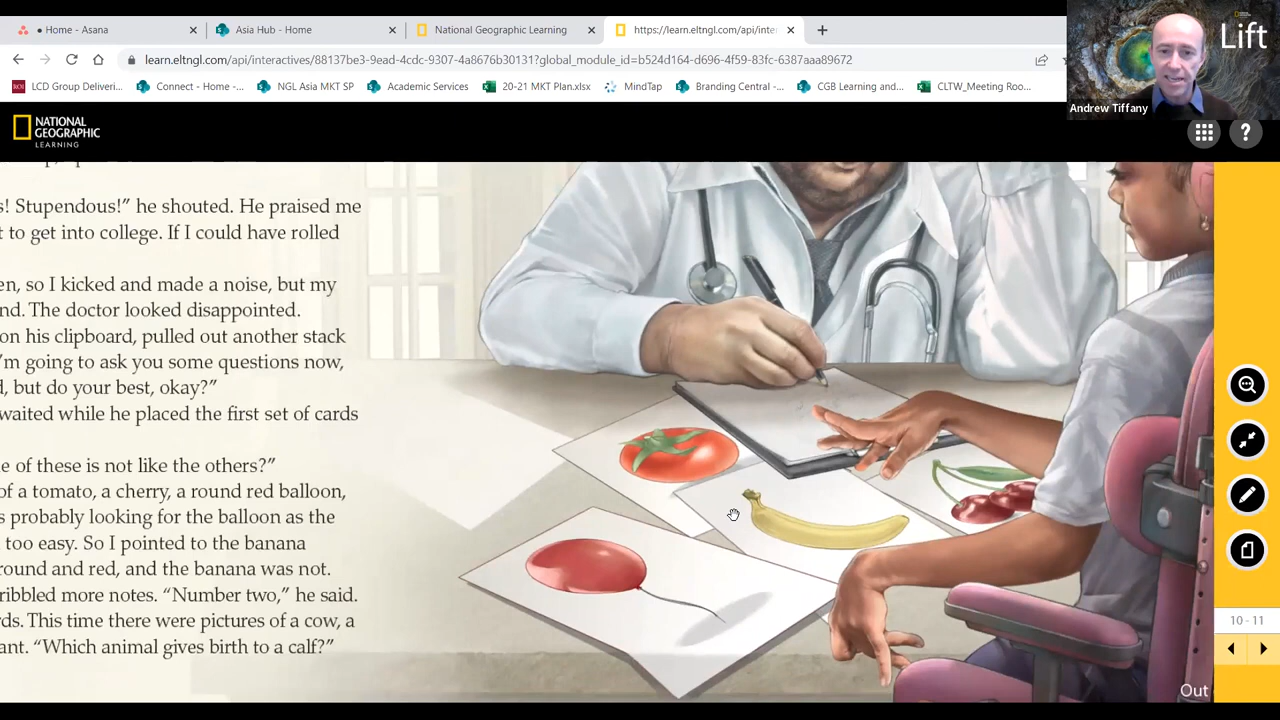 Home - Asana
Asia Hub - Home
National Geographic Learning
https://learn.eltngl.com/api/inter
Lift
learn.eltngl.com/api/interactives/88137be3-9ead-4cdc-9307-4a8f76b30131?global_module_id=b524d164-d696-4f59-83fc-6387aaa89672
LCD Group Deliveri...
Connect - Home -...
NGL Asia MKT SP
Academic Services
20-21 MKT Plan.xlsx
MindTap
Branding Central -...
CGB Learning and...
CLTW_Meeting Roo...
Andrew Tiffany
NATIONAL
GEOGRAPHIC
LEARNING
s! Stupendous!” he shouted. He praised me
t to get into college. If I could have rolled
en, so I kicked and made a noise, but my
nd. The doctor looked disappointed.
on his clipboard, pulled out another stack
’m going to ask you some questions now,
d, but do your best, okay?”
waited while he placed the first set of cards
e of these is not like the others?”
of a tomato, a cherry, a round red balloon,
s probably looking for the balloon as the
too easy. So I pointed to the banana
round and red, and the banana was not.
ribbled more notes. “Number two,” he said.
rds. This time there were pictures of a cow, a
ant. “Which animal gives birth to a calf?”
10 - 11
Out